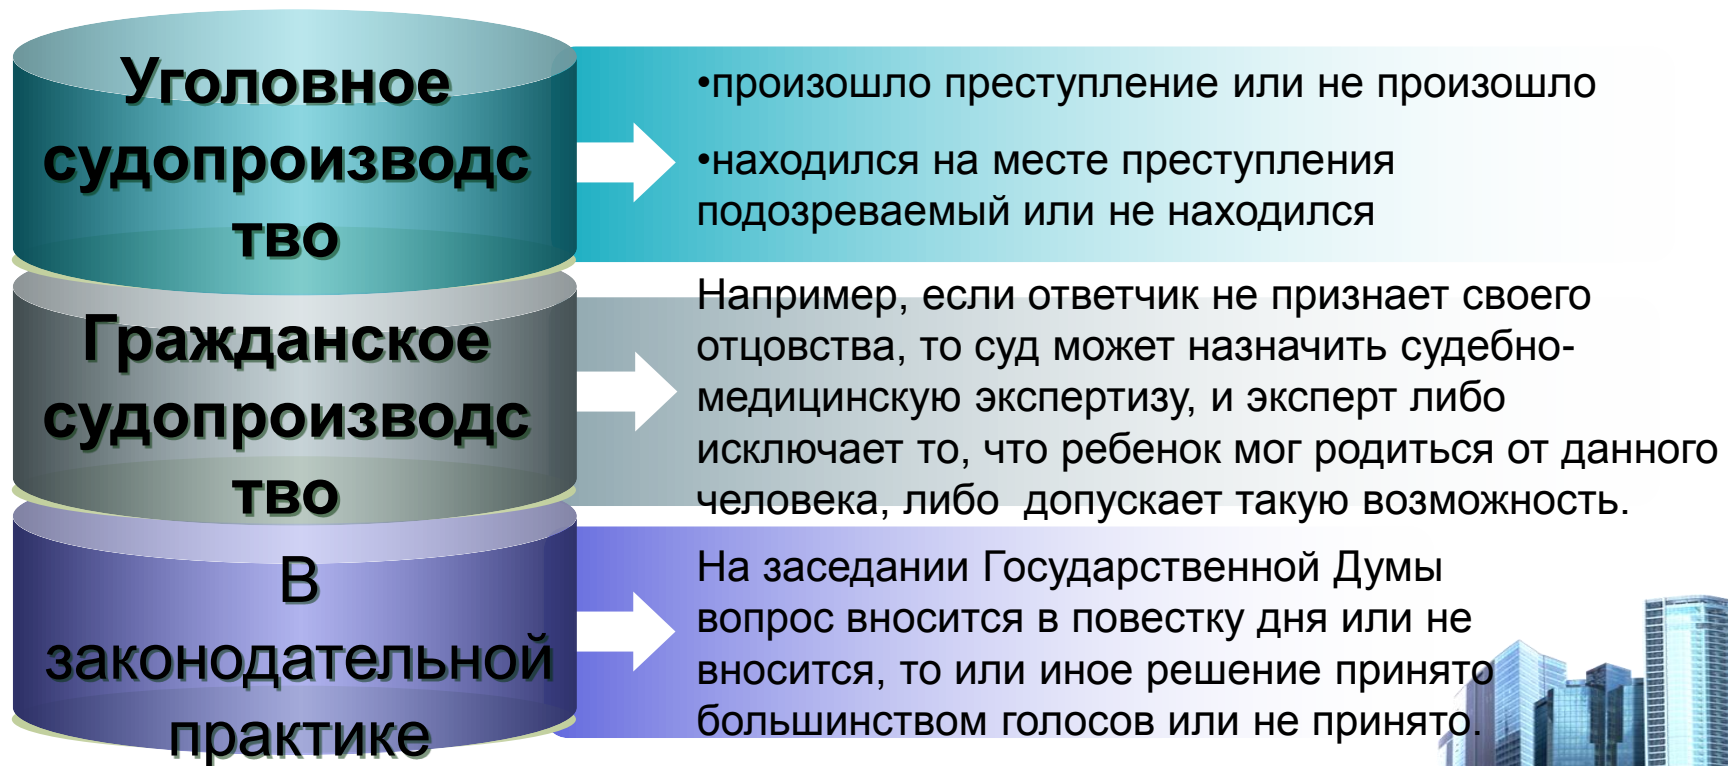 Уголовное
судопроизводс
тво
•произошло преступление или не произошло
•находился на месте преступления
подозреваемый или не находился
Гражданское
судопроизводс
тво
Например, если ответчик не признает своего
отцовства, то суд может назначить судебно-
медицинскую экспертизу, и эксперт либо
исключает то, что ребенок мог родиться от данного
человека, либо  допускает такую возможность.
В
законодательной
практике
На заседании Государственной Думы
вопрос вносится в повестку дня или не
вносится, то или иное решение принято
большинством голосов или не принято.